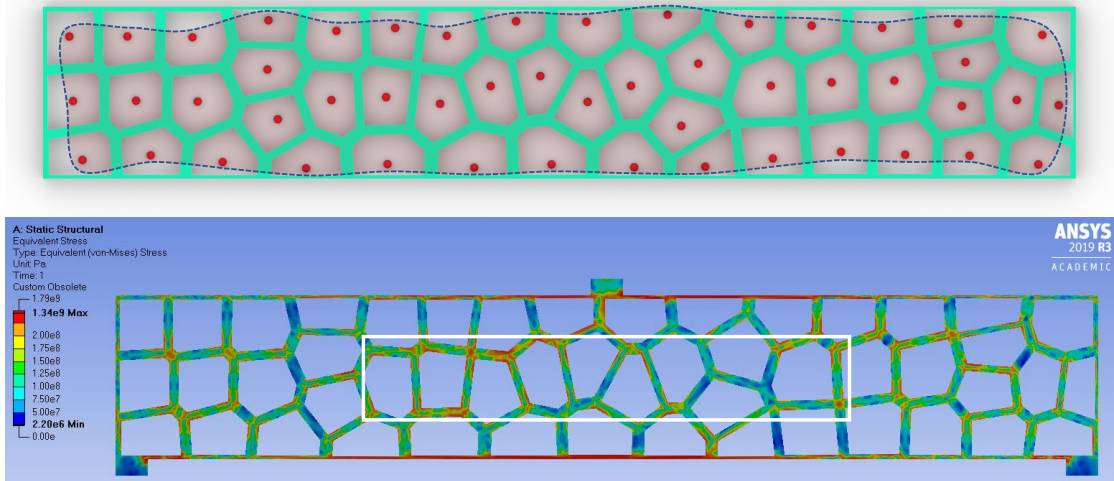 A: Static Structural
Equivalent Stress
Type: Equivalent (von-Mises) Stress
Unit: Pa
Time: 1
Custom Obsolete
1.79e9
1.34e9 Max
2.00e8
1.75e8
1.50e8
1.25e8
1.00e8
7.50e7
5.00e7
2.20e6 Min
0.00e
ANSYS
2019 R3
ACADEMIC